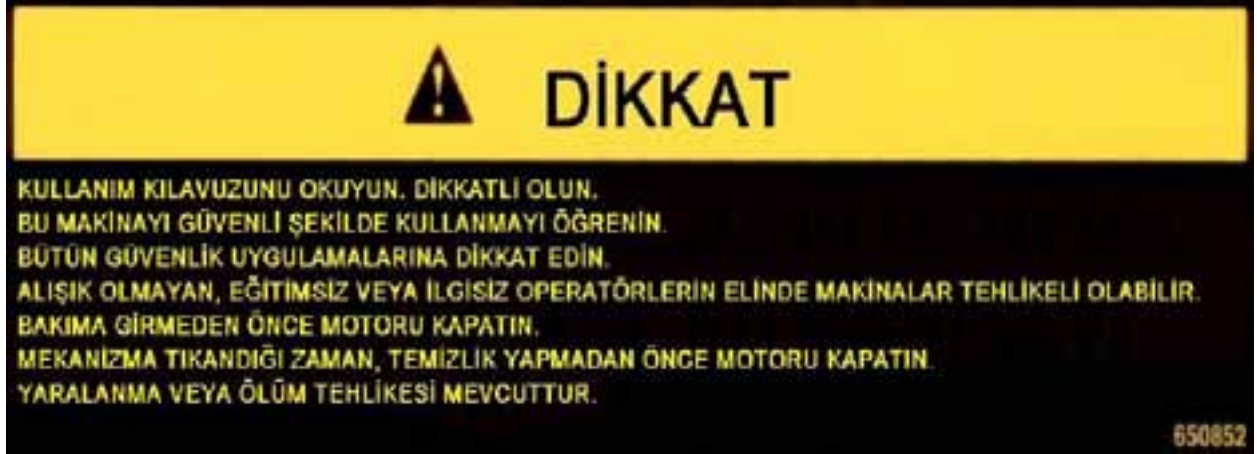 DİKKAT
KULLANIM KILAVUZUNU OKUYUN. DİKKATLİ OLUN.
BU MAKİNAYI GÜVENLİ ŞEKİLDE KULLANMAYI ÖĞRENİN.
BÜTÜN GÜVENLİK UYGULAMALARINA DİKKAT EDİN.
ALIŞIK OLMAYAN, EĞİTİMSİZ VEYA İLGİSİZ OPERATÖRLERİN ELİNDE MAKİNALAR TEHLİKELİ OLABİLİR.
BAKIMA GİRMEDEN ÖNCE MOTORU KAPATIN.
MEKANİZMA TIKANDIĞI ZAMAN, TEMİZLİK YAPMADAN ÖNCE MOTORU KAPATIN.
YARALANMA VEYA ÖLÜM TEHLİKESİ MEVCUTTUR.
650852